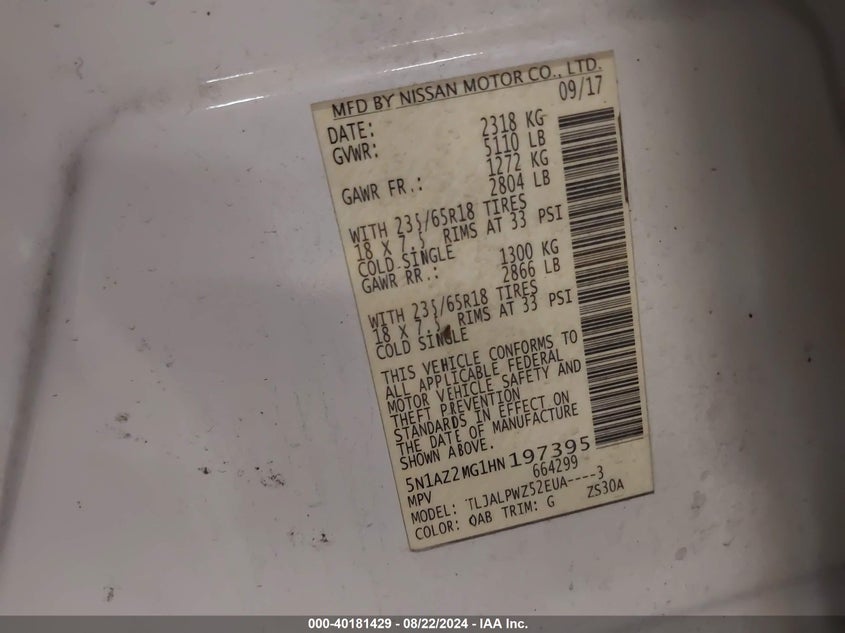 MFD BY NISSAN MOTOR CO., LTD.
DATE: 09/17
GVWR: 2318 KG
5110 LB
GAWR FR.: 1272 KG
2804 LB
WITH 235/65R18 TIRES
18 X 7.5 RIMS AT 33 PSI
COLD SINGLE
GAWR RR.: 1300 KG
2866 LB
WITH 235/65R18 TIRES
18 X 7.5 RIMS AT 33 PSI
COLD SINGLE
THIS VEHICLE CONFORMS TO
ALL APPLICABLE FEDERAL
MOTOR VEHICLE SAFETY AND
THEFT PREVENTION
STANDARDS IN EFFECT ON
THE DATE OF MANUFACTURE
SHOWN ABOVE.
5N1AZ2MG1HN197395
MPV 664299
MODEL: TLJALPWZ52EUA----3
COLOR: QAB TRIM: G ZS30A
000-40181429 - 08/22/2024 - IAA Inc.